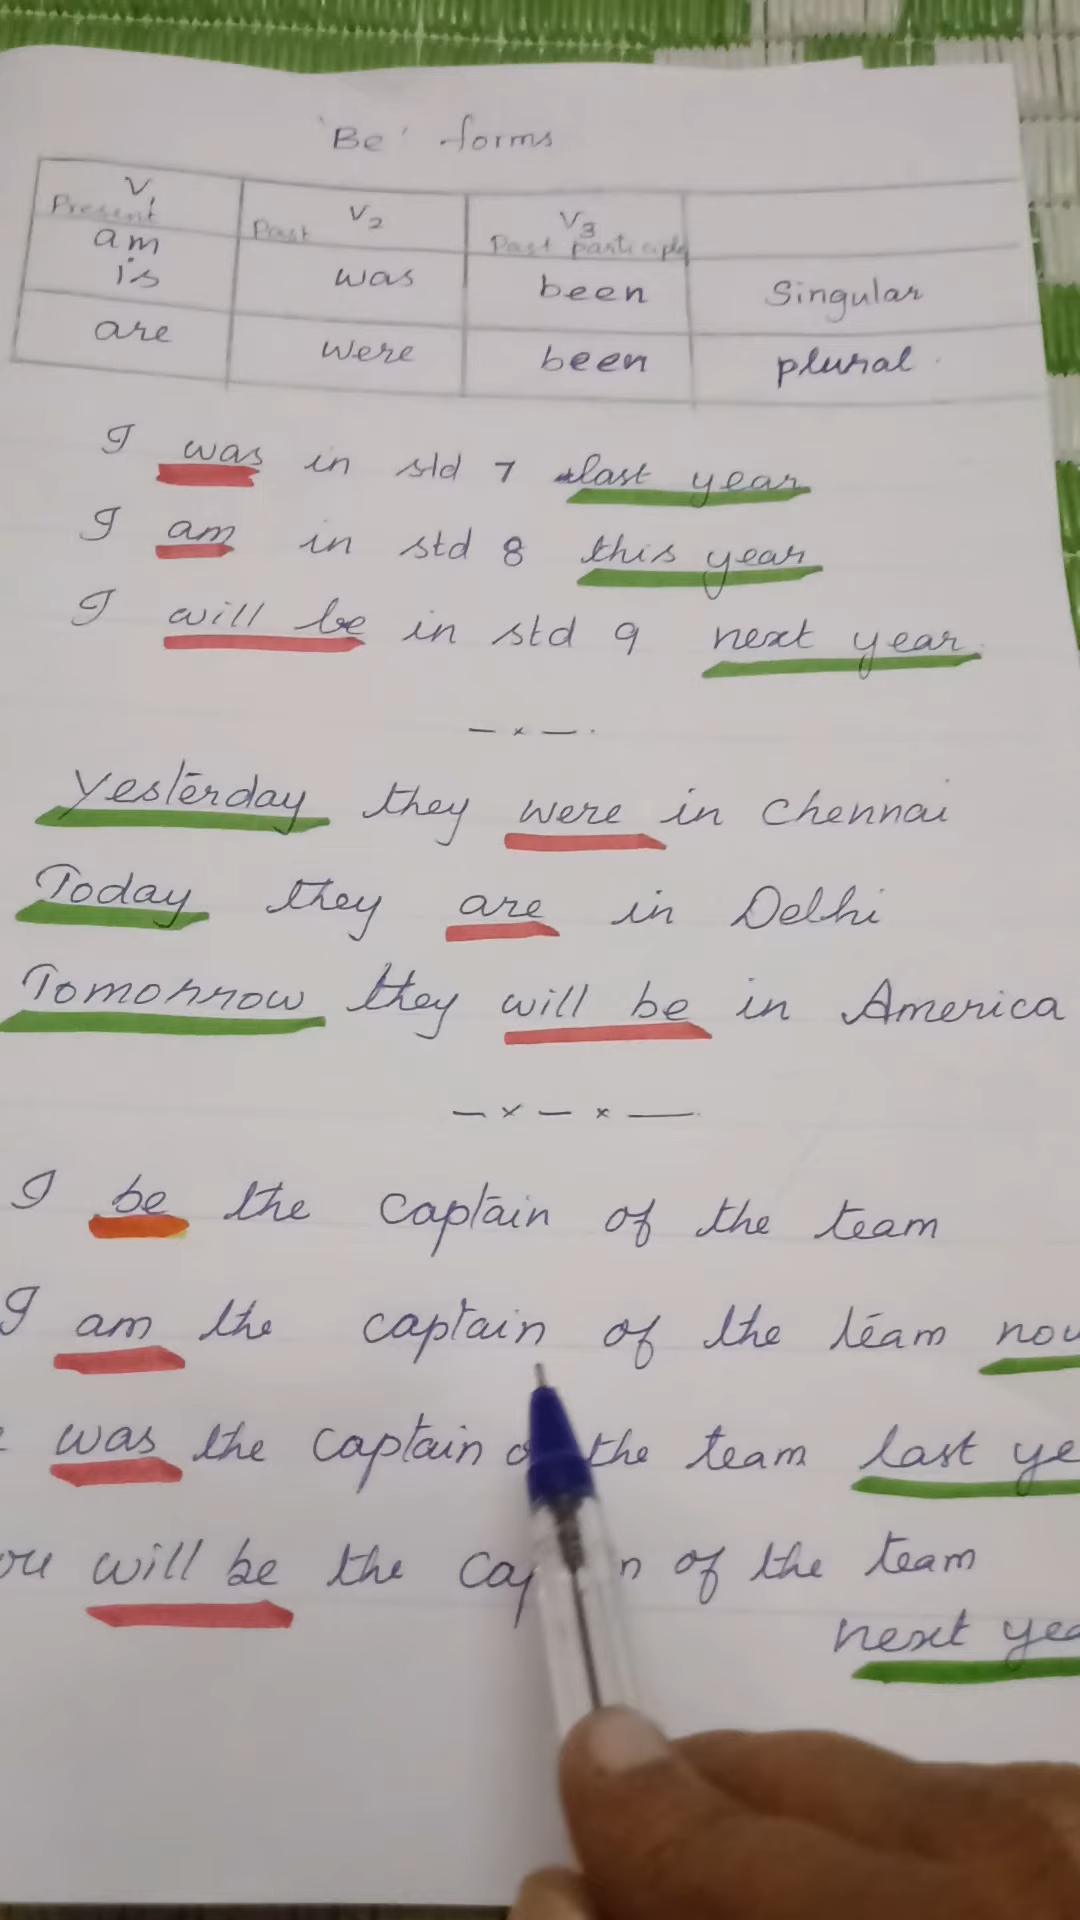 'Be' forms
V1 V2 V3
Present Past Past participle
am
is was been Singular
are were been plural
I was in std 7 last year
I am in std 8 this year
I will be in std 9 next year.
Yesterday they were in Chennai
Today they are in Delhi
Tomorrow they will be in America
I be the captain of the team
I am the captain of the team now
was the captain the team last ye
will be the of the team
next yea